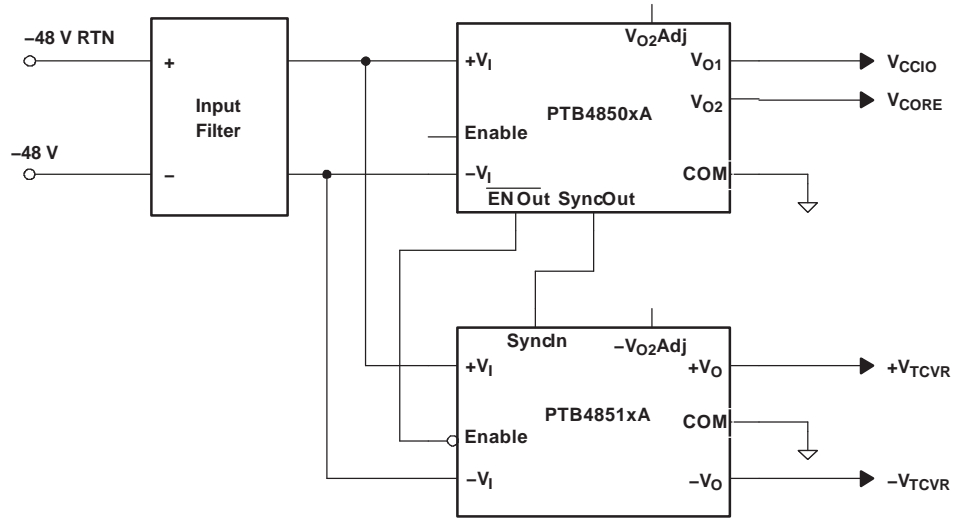 VO2Adj
−48 V RTN
+
Input
Filter
−48 V
−
+VI
VO1
VCCIO
VO2
VCORE
PTB4850xA
Enable
−VI
COM
EN Out SyncOut
SyncIn
−VO2Adj
+VI
+VO
+VTCVR
PTB4851xA
COM
Enable
−VI
−VO
−VTCVR